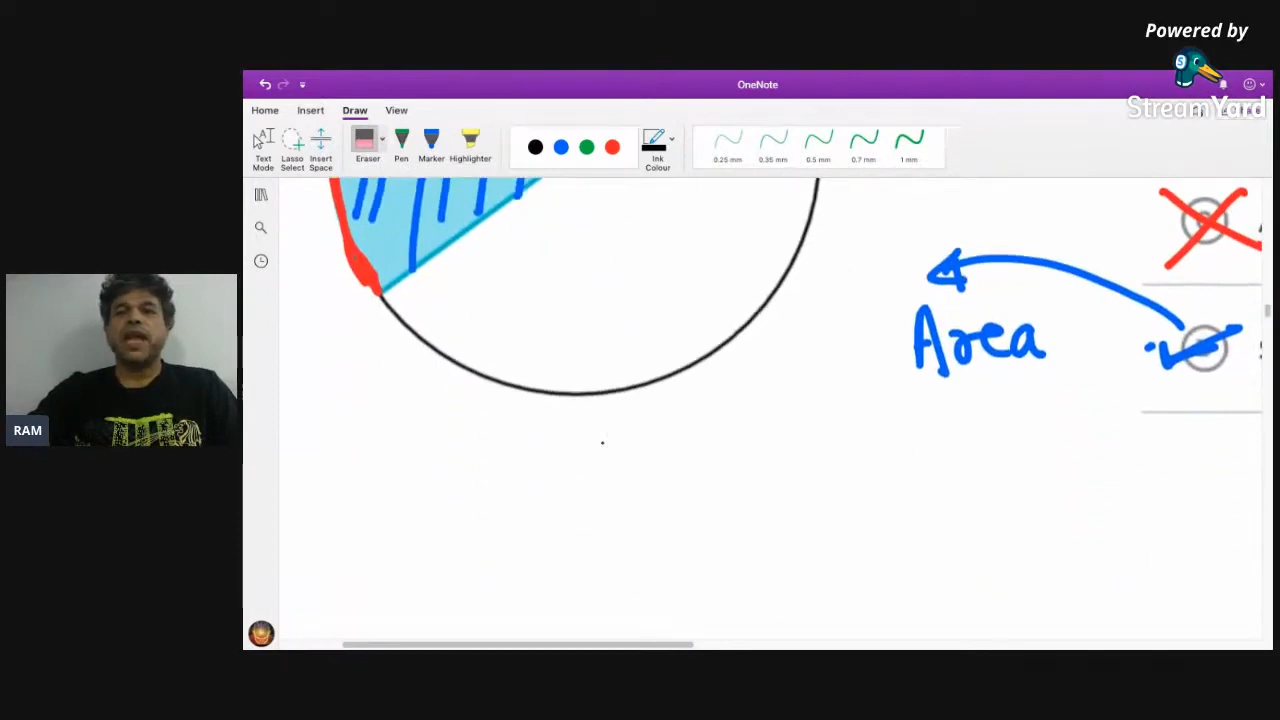 Powered by
StreamYard
OneNote
Home Insert Draw View
Text Mode
Lasso Select
Insert Space
Eraser
Pen
Marker
Highlighter
Ink Colour
0.25 mm
0.35 mm
0.5 mm
0.7 mm
1 mm
Area
RAM